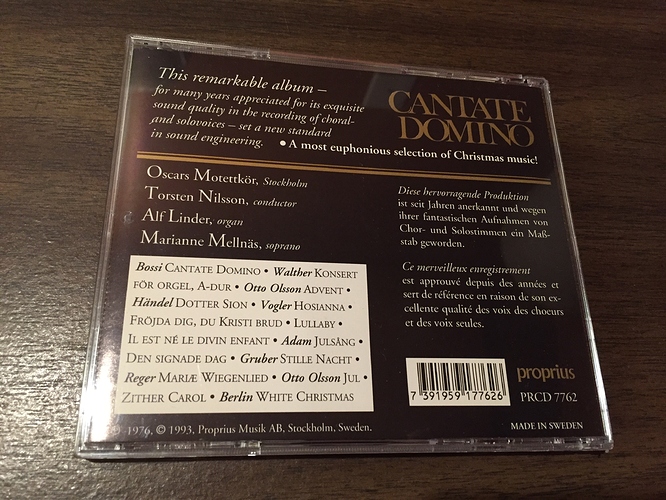 This remarkable album –
for many years appreciated for its exquisite
sound quality in the recording of choral-
and solovoices – set a new standard
in sound engineering.
CANTATE
DOMINO
• A most euphonious selection of Christmas music!
Oscars Motettkör, Stockholm
Torsten Nilsson, conductor
Alf Linder, organ
Marianne Mellnäs, soprano
Bossi CANTATE DOMINO • Walther KONSERT
FÖR ORGEL, A-DUR • Otto Olsson ADVENT •
Händel DOTTER SION • Vogler HOSIANNA •
FRÖJDA DIG, DU KRISTI BRUD • LULLABY •
IL EST NÉ LE DIVIN ENFANT • Adam JULSÅNG •
DEN SIGNADE DAG • Gruber STILLE NACHT •
Reger MARIÆ WIEGENLIED • Otto Olsson JUL •
ZITHER CAROL • Berlin WHITE CHRISTMAS
Diese hervorragende Produktion
ist seit Jahren anerkannt und wegen
ihrer fantastischen Aufnahmen von
Chor- und Solostimmen ein Maß-
stab geworden.
Ce merveilleux enregistrement
est approuvé depuis des années et
sert de référence en raison de son ex-
cellente qualité des voix des choeurs
et des voix seules.
7 391959 177626
proprius
PRCD 7762
℗ 1976, © 1993, Proprius Musik AB, Stockholm, Sweden.
MADE IN SWEDEN